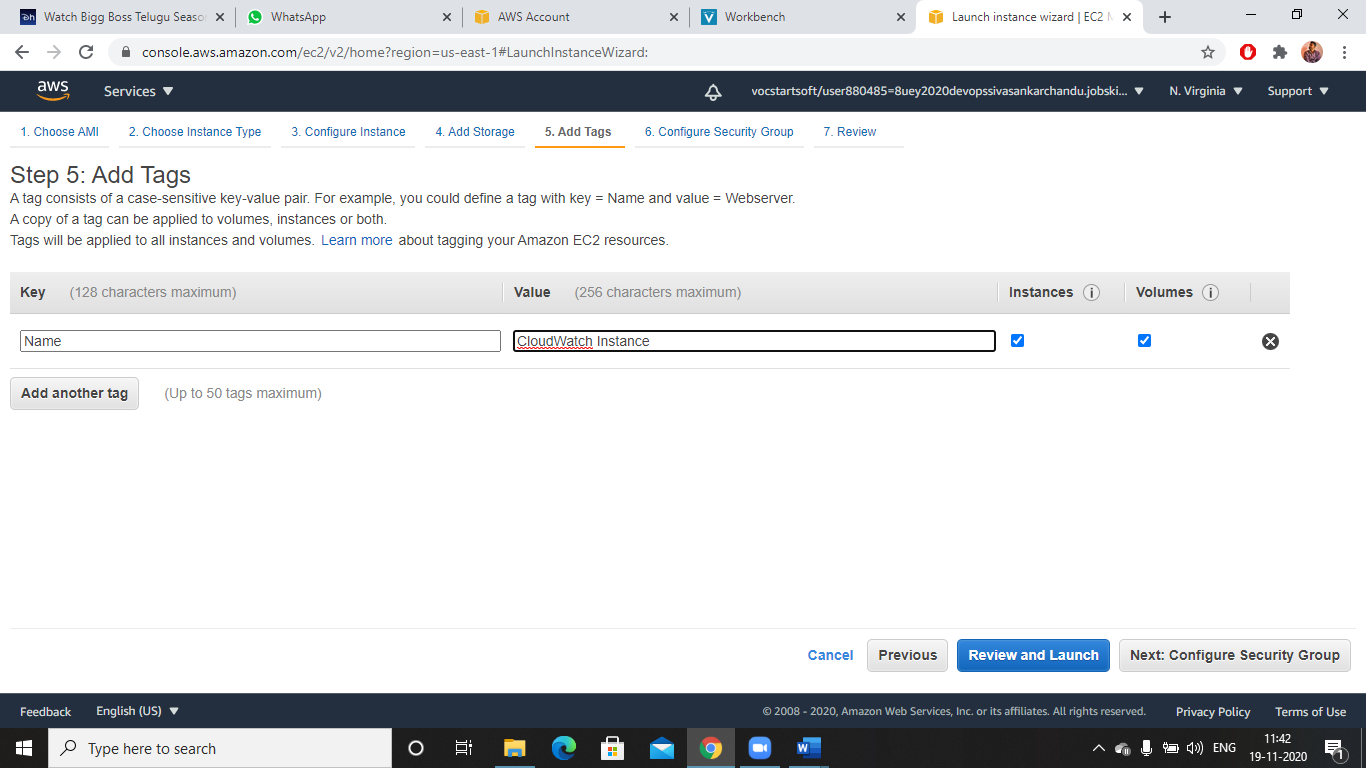 Watch Bigg Boss Telugu Seaso
WhatsApp
AWS Account
Workbench
Launch instance wizard | EC2 M
console.aws.amazon.com/ec2/v2/home?region=us-east-1#LaunchInstanceWizard:
aws
Services
vocstartsoft/user880485=8uey2020devopssivasankarchandu.jobski...
N. Virginia
Support
1. Choose AMI
2. Choose Instance Type
3. Configure Instance
4. Add Storage
5. Add Tags
6. Configure Security Group
7. Review
Step 5: Add Tags
A tag consists of a case-sensitive key-value pair. For example, you could define a tag with key = Name and value = Webserver.
A copy of a tag can be applied to volumes, instances or both.
Tags will be applied to all instances and volumes. Learn more about tagging your Amazon EC2 resources.
Key (128 characters maximum) Value (256 characters maximum) Instances i Volumes i
Name CloudWatch Instance
Add another tag (Up to 50 tags maximum)
Cancel Previous Review and Launch Next: Configure Security Group
Feedback English (US) © 2008 - 2020, Amazon Web Services, Inc. or its affiliates. All rights reserved. Privacy Policy Terms of Use
Type here to search
ENG
11:42
19-11-2020
1